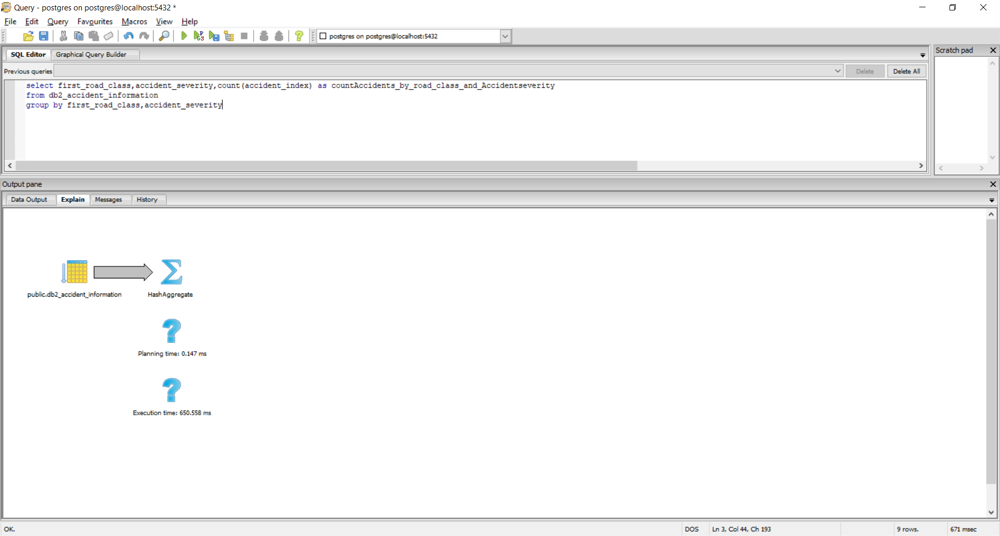 Query - postgres on postgres@localhost:5432 *
File Edit Query Favourites Macros View Help
postgres on postgres@localhost:5432
SQL Editor Graphical Query Builder
Scratch pad
Previous queries Delete Delete All
select first_road_class,accident_severity,count(accident_index) as countAccidents_by_road_class_and_Accidentseverity
from db2_accident_information
group by first_road_class,accident_severity
Output pane
Data Output Explain Messages History
public.db2_accident_information HashAggregate
Planning time: 0.147 ms
Execution time: 650.558 ms
OK. DOS Ln 3, Col 44, Ch 193 9 rows. 671 msec